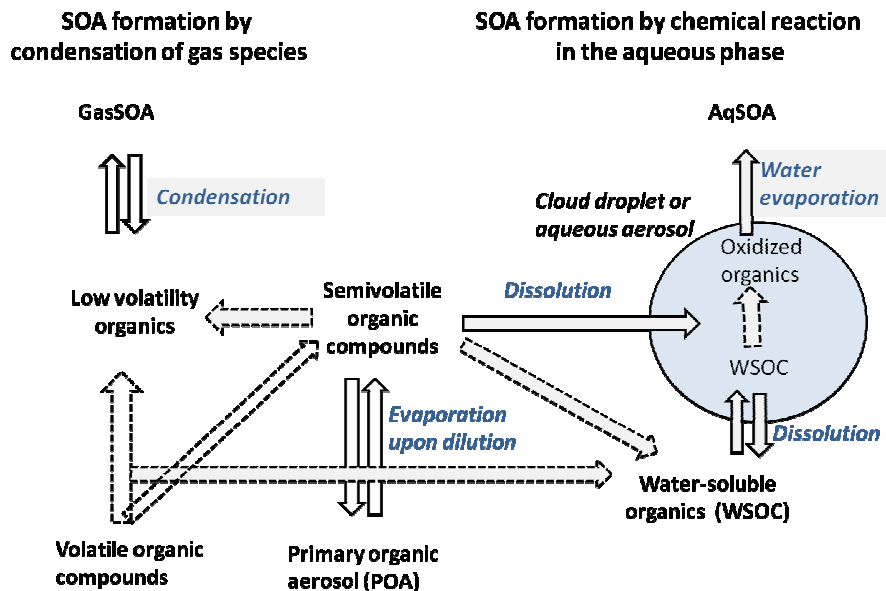 SOA formation by
condensation of gas species
SOA formation by chemical reaction
in the aqueous phase
GasSOA
AqSOA
Condensation
Water
evaporation
Cloud droplet or
aqueous aerosol
Oxidized
organics
Low volatility
organics
Semivolatile
organic
compounds
Dissolution
WSOC
Evaporation
upon dilution
Dissolution
Water-soluble
organics (WSOC)
Volatile organic
compounds
Primary organic
aerosol (POA)